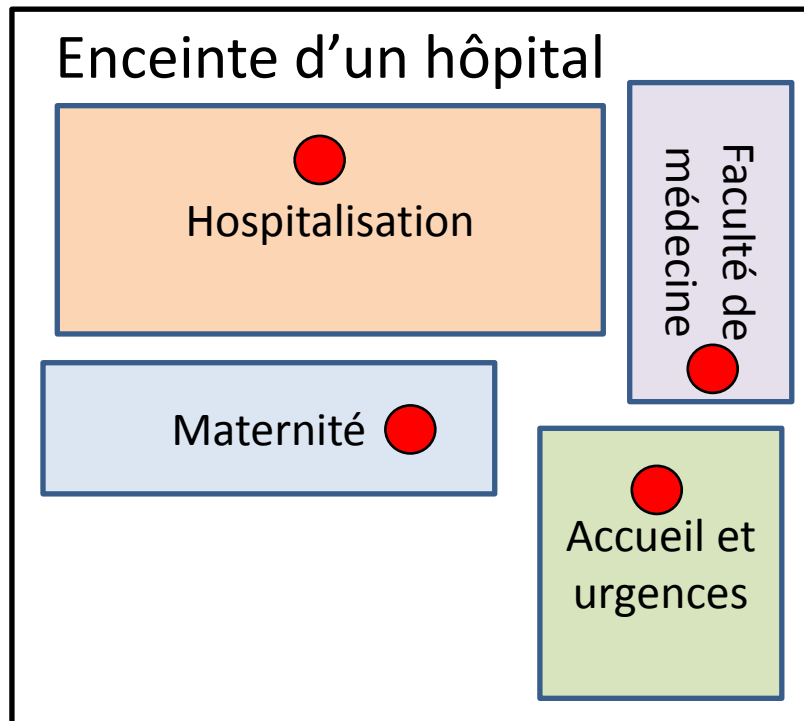 Enceinte d’un hôpital
Hospitalisation
Faculté de
médecine
Maternité
Accueil et
urgences